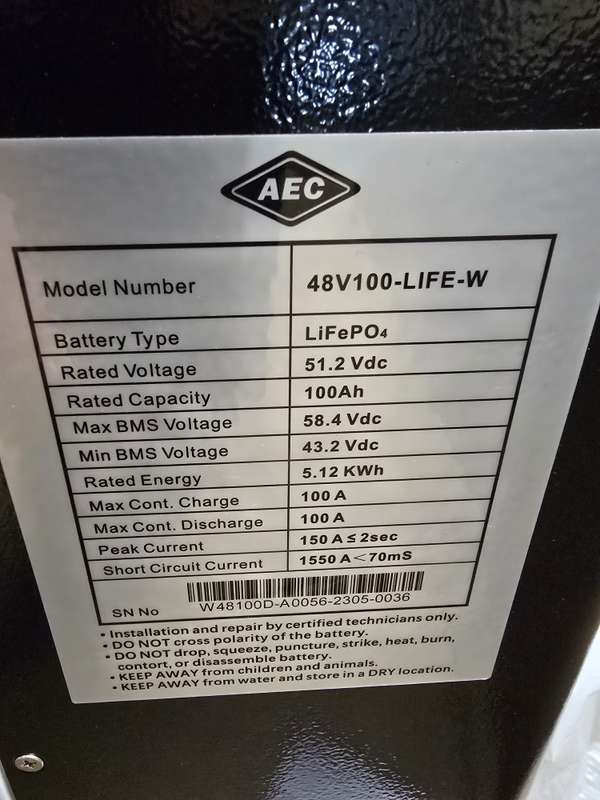 AEC
Model Number 48V100-LIFE-W
Battery Type LiFePO4
Rated Voltage 51.2 Vdc
Rated Capacity 100Ah
Max BMS Voltage 58.4 Vdc
Min BMS Voltage 43.2 Vdc
Rated Energy 5.12 KWh
Max Cont. Charge 100 A
Max Cont. Discharge 100 A
Peak Current 150 A ≤ 2sec
Short Circuit Current 1550 A＜70mS
SN No W48100D-A0056-2305-0036
• Installation and repair by certified technicians only.
• DO NOT cross polarity of the battery.
• DO NOT drop, squeeze, puncture, strike, heat, burn,
contort, or disassemble battery.
• KEEP AWAY from children and animals.
• KEEP AWAY from water and store in a DRY location.